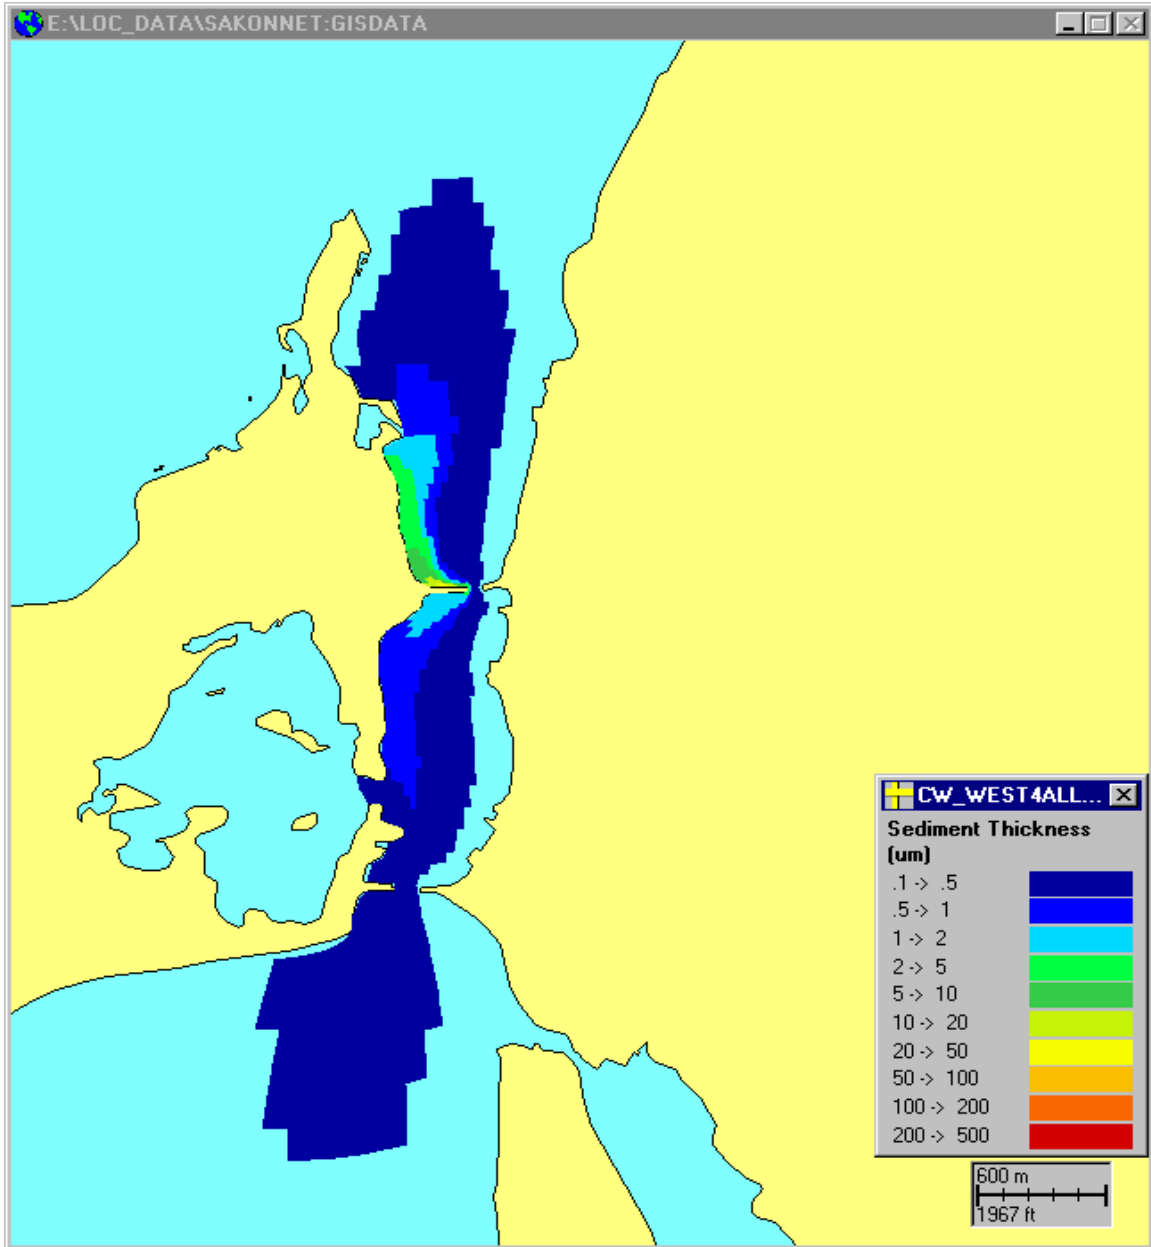 E:\LOC_DATA\SAKONNET:GISDATA
CW_WEST4ALL...
Sediment Thickness
(um)
.1 -> .5
.5 -> 1
1 -> 2
2 -> 5
5 -> 10
10 -> 20
20 -> 50
50 -> 100
100 -> 200
200 -> 500
600 m
1967 ft